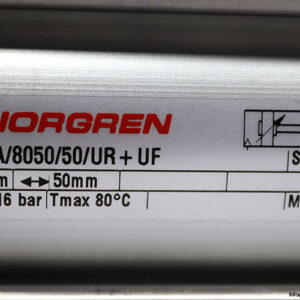 NORGREN
A/8050/50/UR + UF
m 50mm S
16 bar Tmax 80°C M